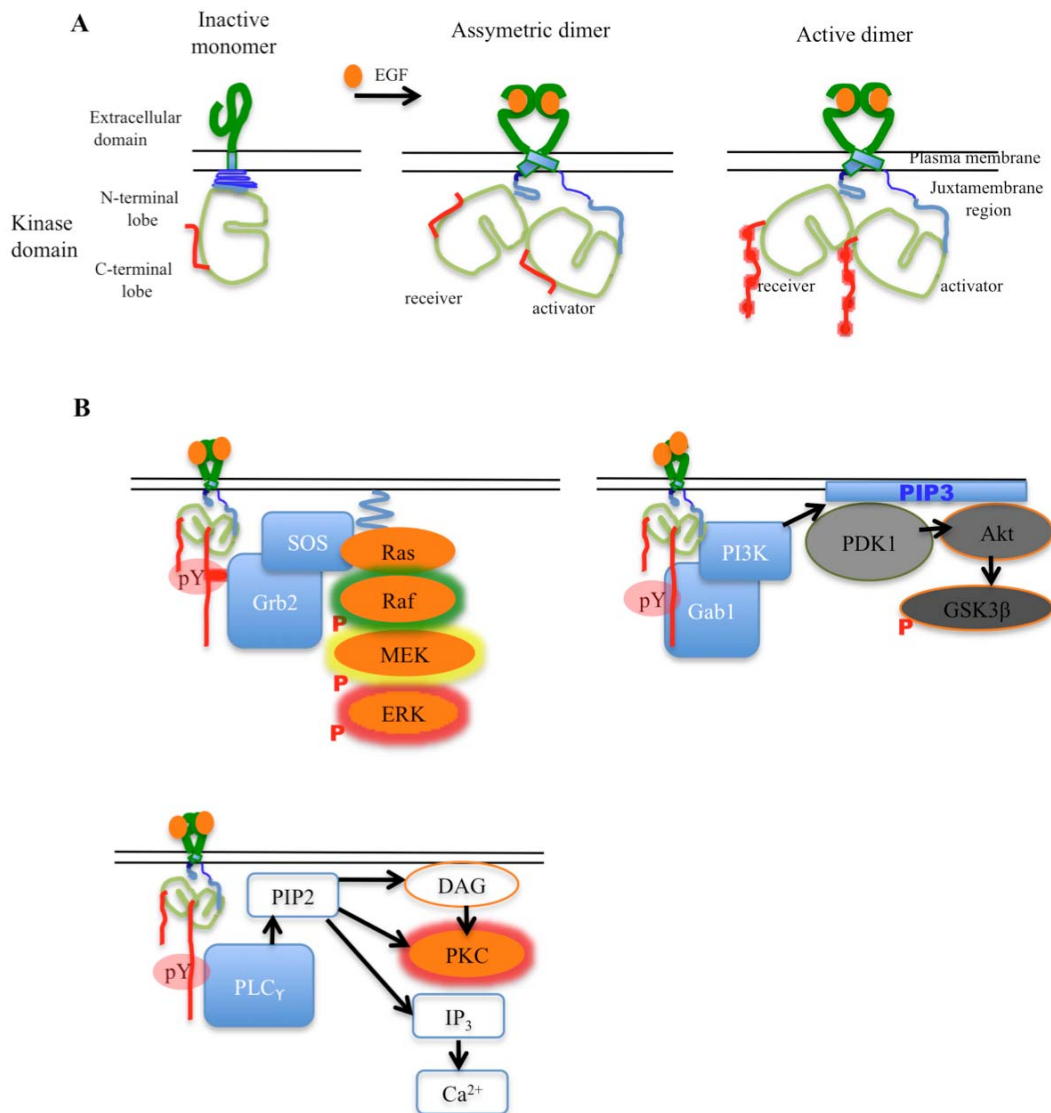 A
Inactive
monomer
EGF
Assymetric dimer
Active dimer
Extracellular
domain
Plasma membrane
N-terminal
lobe
Juxtamembrane
region
Kinase
domain
C-terminal
lobe
receiver
activator
receiver
activator
B
SOS
Ras
pY
Grb2
Raf
P
MEK
P
ERK
P
PIP3
PI3K
PDK1
Akt
pY
Gab1
GSK3β
P
PIP2
DAG
pY
PLCγ
PKC
IP3
Ca2+